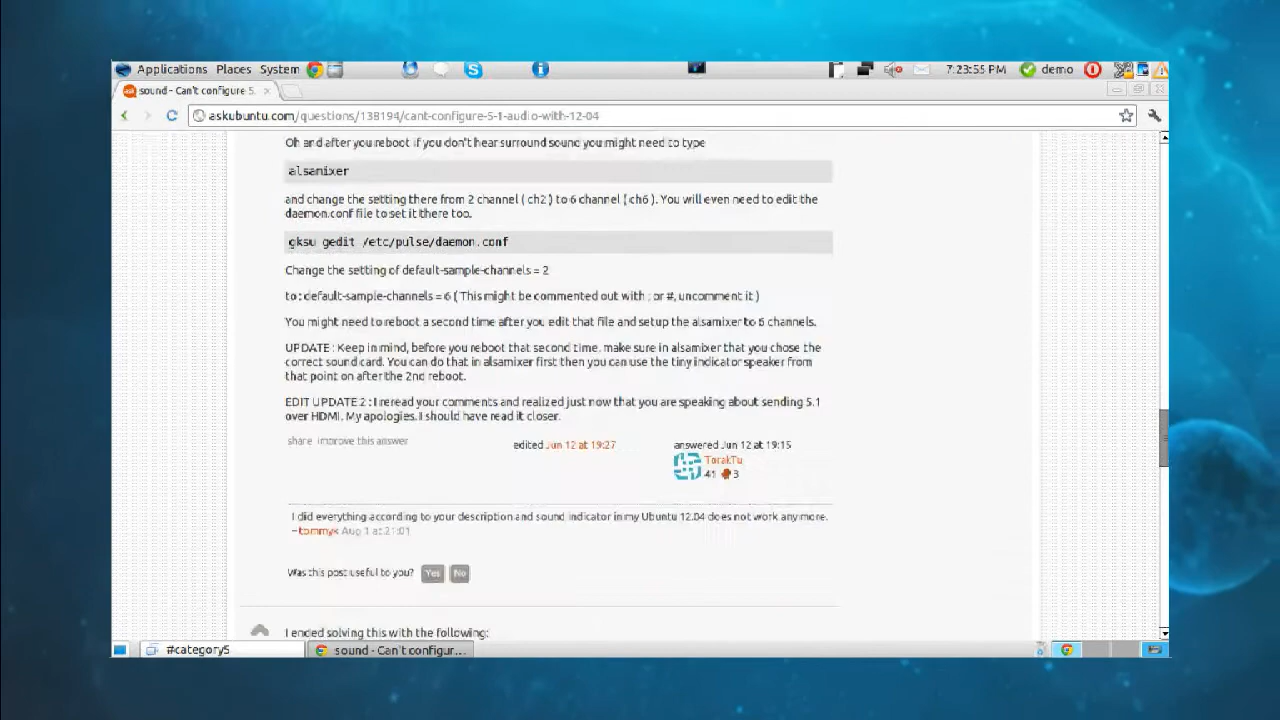 Applications Places System 7:23:55 PM demo
sound - Can't configure 5. ×
askubuntu.com/questions/138194/cant-configure-5-1-audio-with-12-04
Oh and after you reboot if you don't hear surround sound you might need to type
alsamixer
and change the setting there from 2 channel ( ch2 ) to 6 channel ( ch6 ). You will even need to edit the
daemon.conf file to set it there too.
gksu gedit /etc/pulse/daemon.conf
Change the setting of default-sample-channels = 2
to : default-sample-channels = 6 ( This might be commented out with ; or #, uncomment it )
You might need to reboot a second time after you edit that file and setup the alsamixer to 6 channels.
UPDATE : Keep in mind, before you reboot that second time, make sure in alsamixer that you chose the
correct sound card. You can do that in alsamixer first then you can use the tiny indicator speaker from
that point on after the 2nd reboot.
EDIT UPDATE 2 : I reread your comments and realized just now that you are speaking about sending 5.1
over HDMI. My apologies. I should have read it closer.
share improve this answer edited Jun 12 at 19:27 answered Jun 12 at 19:15
TorakTu
41 3
I did everything according to your description and sound indicator in my Ubuntu 12.04 does not work anymore.
– tommyk Aug 1 at 21:01
Was this post useful to you? Yes No
I ended solving this with the following:
#category5 sound - Can't configur...